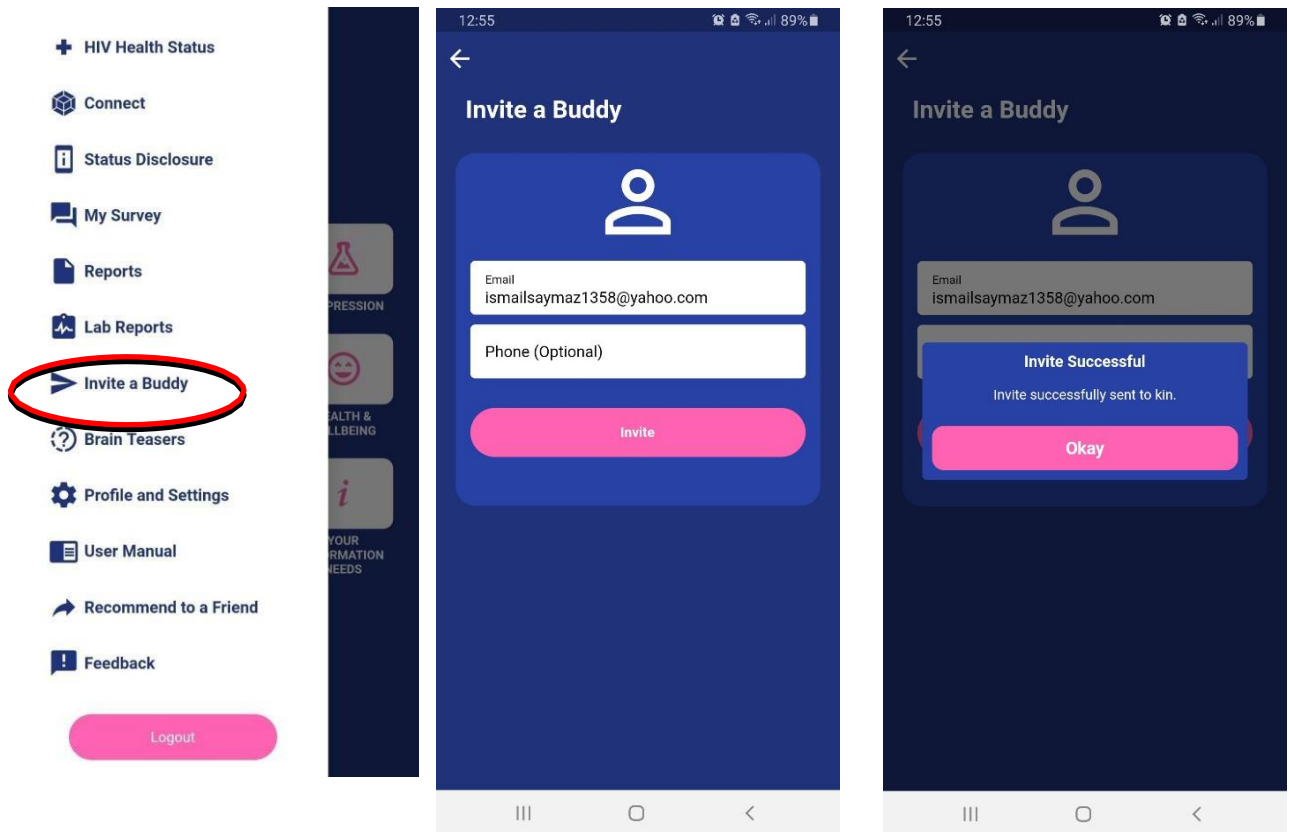 HIV Health Status
Connect
Status Disclosure
My Survey
Reports
Lab Reports
Invite a Buddy
Brain Teasers
Profile and Settings
User Manual
Recommend to a Friend
Feedback
Logout
PRESSION
ALTH &
LLBEING
i
YOUR
RMATION
NEEDS
12:55
89%
Invite a Buddy
Email
ismailsaymaz1358@yahoo.com
Phone (Optional)
Invite
12:55
89%
Invite a Buddy
Email
ismailsaymaz1358@yahoo.com
Invite Successful
Invite successfully sent to kin.
Okay